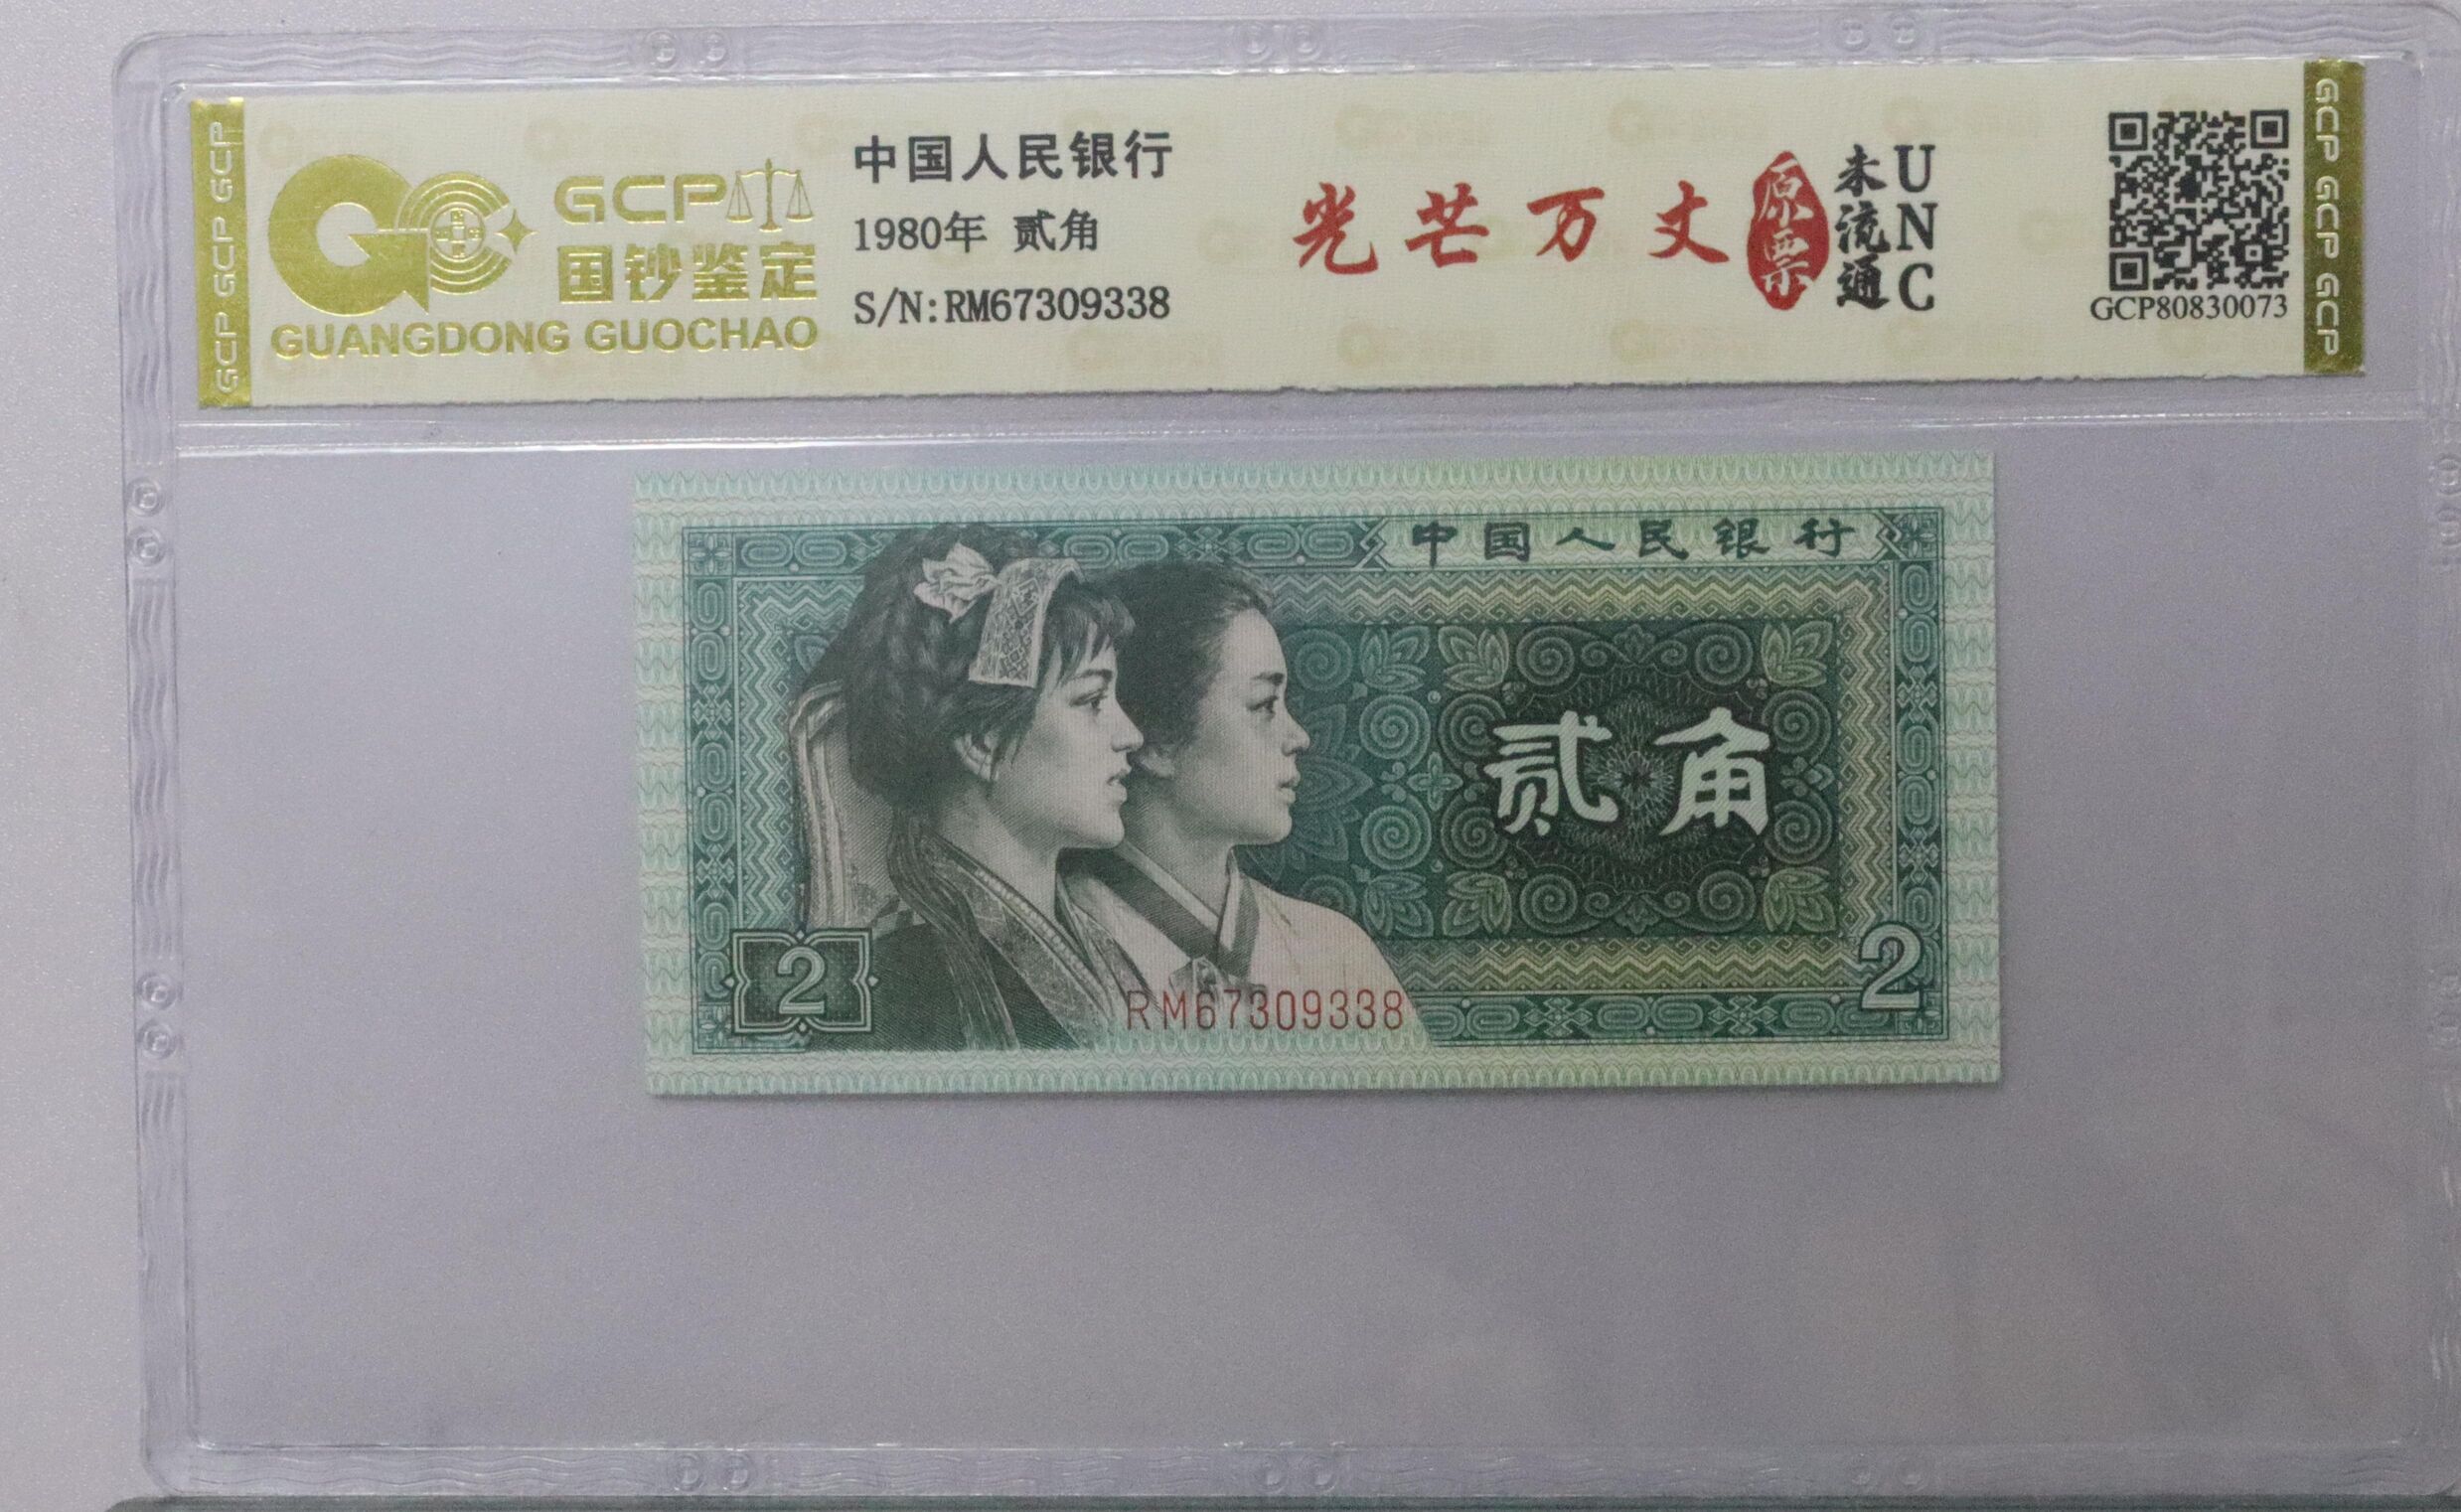 GCP GCP GCP
GCP
国钞鉴定
GUANGDONG GUOCHAO
中国人民银行
1980年 贰角
S/N:RM67309338
光芒万丈
原票
未流通
UNC
GCP80830073
GCP GCP GCP
中国人民银行
贰角
2
2
RM67309338